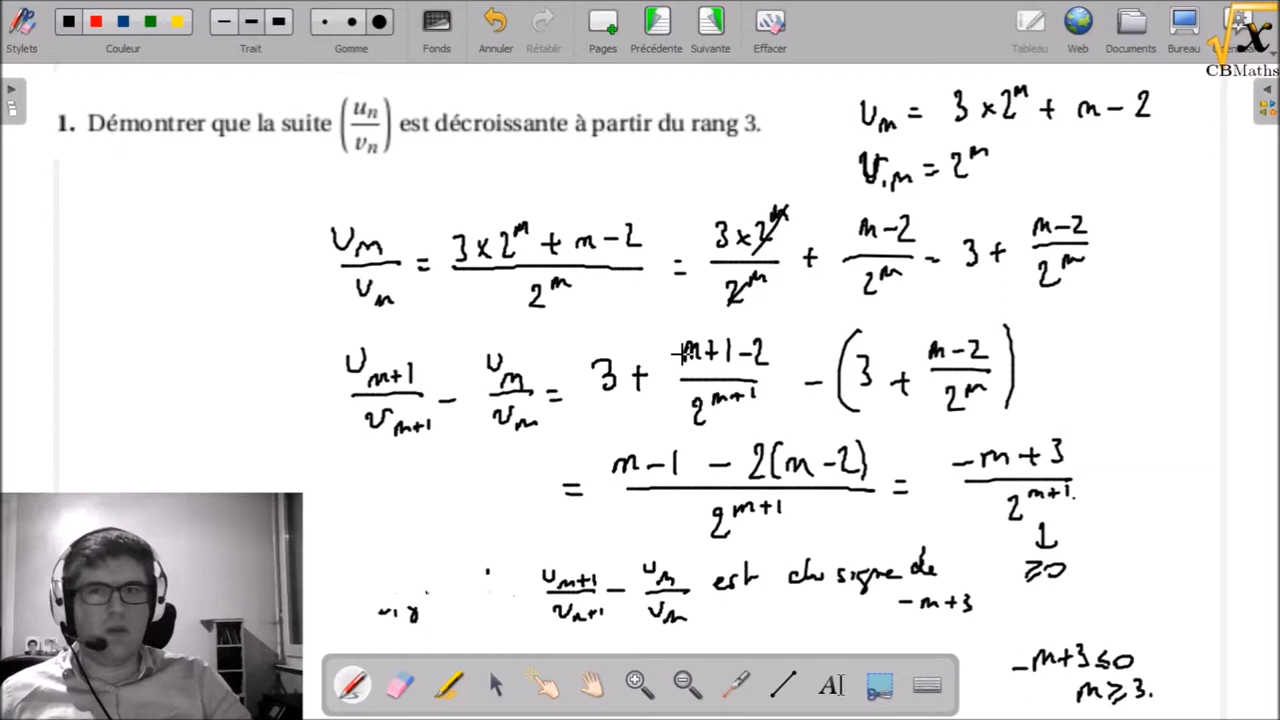 Stylets Couleur Trait Gomme Fonds Annuler Rétablir Pages Précédente Suivante Effacer Tableau Web Documents Bureau
√x CBMaths
1. Démontrer que la suite (uₙ/vₙ) est décroissante à partir du rang 3.
Uₙ = 3 × 2ⁿ + n − 2
Vₙ = 2ⁿ
Uₙ/Vₙ = (3 × 2ⁿ + n − 2)/2ⁿ = (3 × 2ⁿ)/2ⁿ + (n − 2)/2ⁿ = 3 + (n − 2)/2ⁿ
Uₙ₊₁/Vₙ₊₁ − Uₙ/Vₙ = 3 + (n + 1 − 2)/2ⁿ⁺¹ − (3 + (n − 2)/2ⁿ)
= (n − 1 − 2(n − 2))/2ⁿ⁺¹ = (−n + 3)/2ⁿ⁺¹
↓
≥0
Uₙ₊₁/Vₙ₊₁ − Uₙ/Vₙ est du signe de
−n + 3
−n + 3 ≤ 0
n ≥ 3.
AI